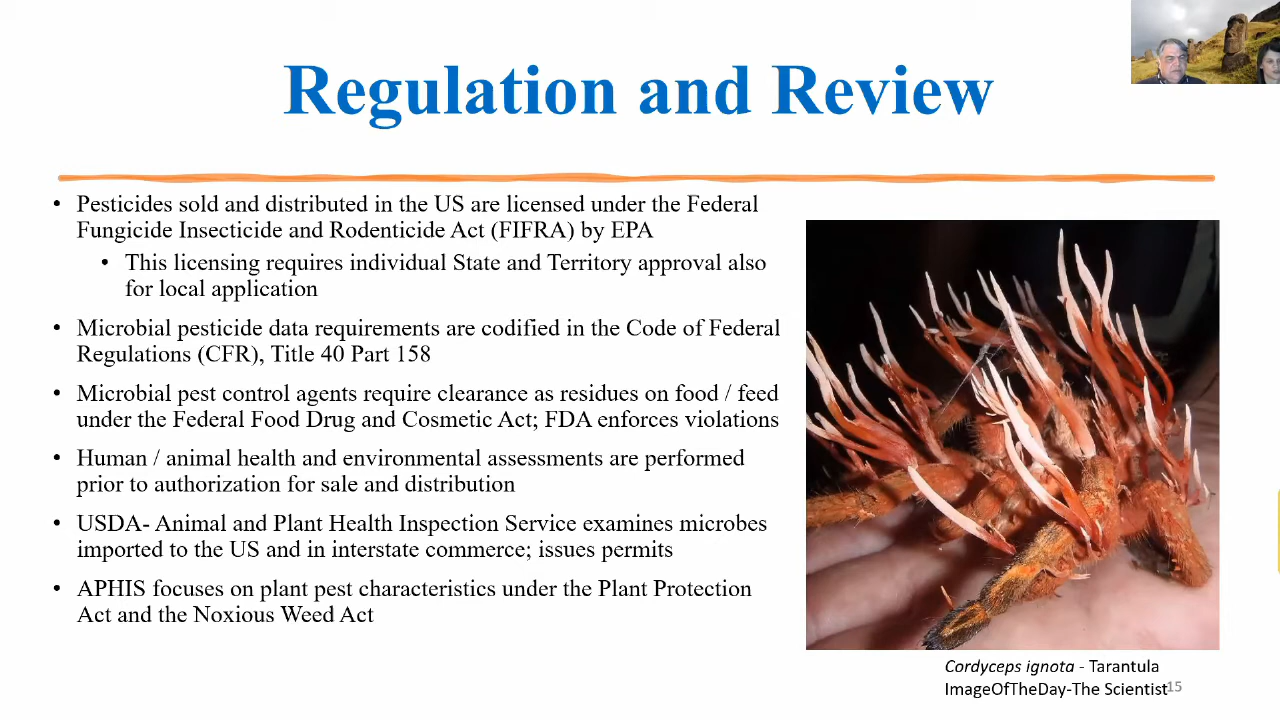 Regulation and Review
• Pesticides sold and distributed in the US are licensed under the Federal
Fungicide Insecticide and Rodenticide Act (FIFRA) by EPA
• This licensing requires individual State and Territory approval also
for local application
• Microbial pesticide data requirements are codified in the Code of Federal
Regulations (CFR), Title 40 Part 158
• Microbial pest control agents require clearance as residues on food / feed
under the Federal Food Drug and Cosmetic Act; FDA enforces violations
• Human / animal health and environmental assessments are performed
prior to authorization for sale and distribution
• USDA- Animal and Plant Health Inspection Service examines microbes
imported to the US and in interstate commerce; issues permits
• APHIS focuses on plant pest characteristics under the Plant Protection
Act and the Noxious Weed Act
Cordyceps ignota - Tarantula
ImageOfTheDay-The Scientist
15